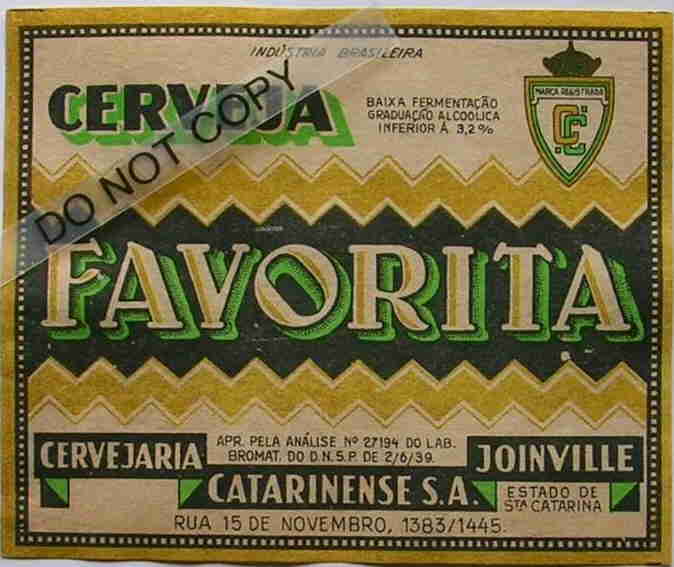 INDÚSTRIA BRASILEIRA
CERVEJA
BAIXA FERMENTAÇÃO
GRADUAÇÃO ALCOOLICA
INFERIOR Á 3,2%
MARCA REGISTRADA
CC
DO NOT COPY
FAVORITA
CERVEJARIA
APR. PELA ANÁLISE Nº 27194 DO LAB.
BROMAT. DO D.N.S.P. DE 2/6/39.
JOINVILLE
CATARINENSE S.A.
ESTADO DE
STA CATARINA
RUA 15 DE NOVEMBRO, 1383/1445.